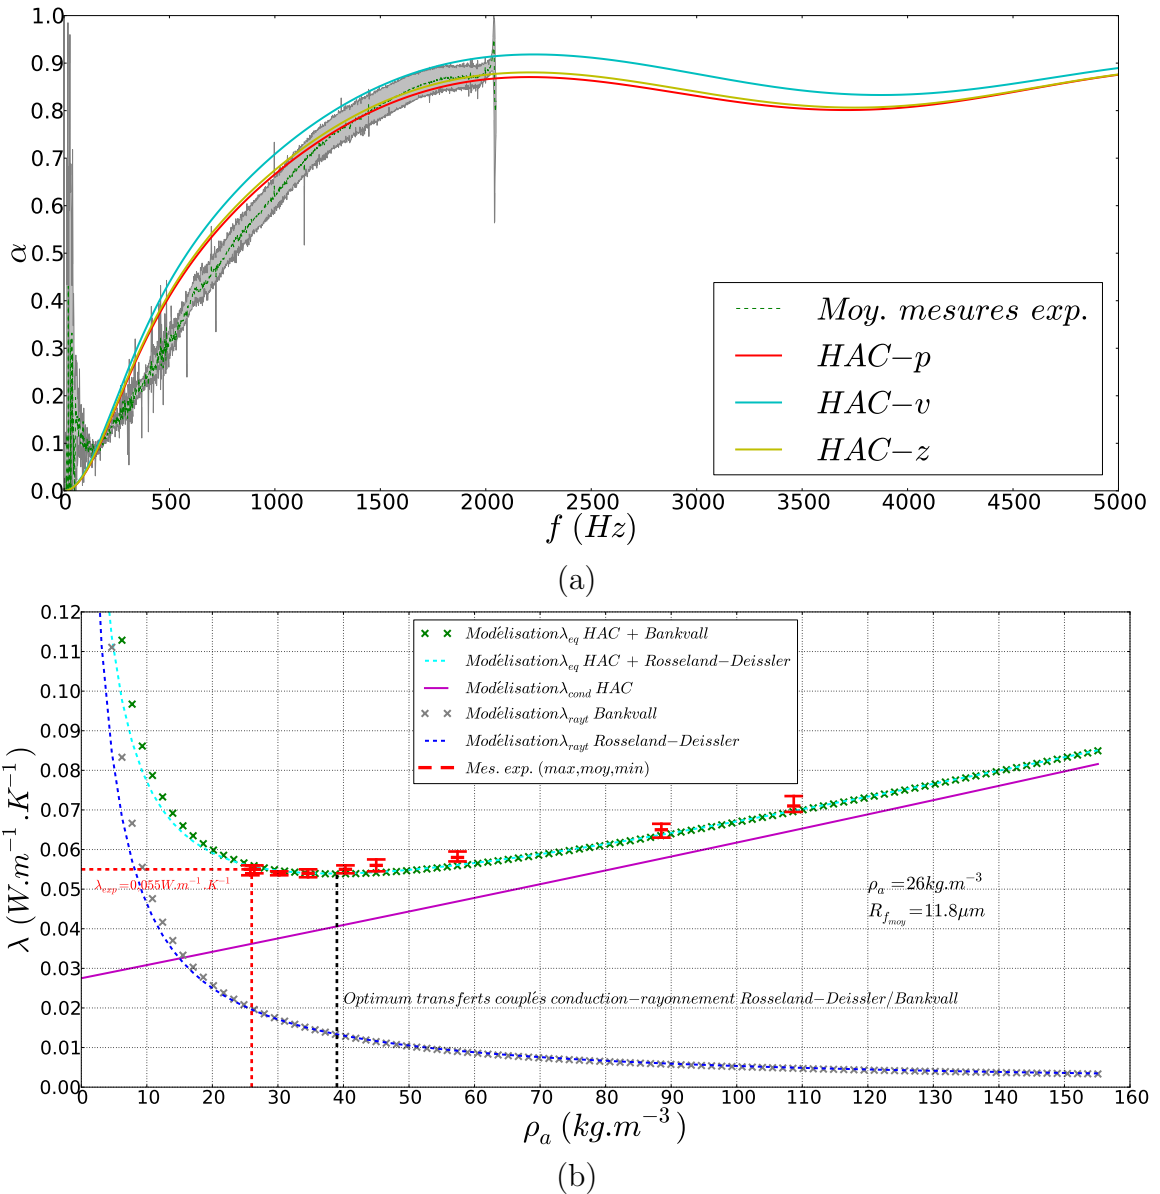 1.0
0.9
0.8
0.7
0.6
0.5
0.4
0.3
0.2
0.1
0.0
α
0 500 1000 1500 2000 2500 3000 3500 4000 4500 5000
f (Hz)
Moy. mesures exp.
HAC−p
HAC−v
HAC−z
(a)
0.12
0.11
0.10
0.09
0.08
0.07
0.06
0.05
0.04
0.03
0.02
0.01
0.00
λ (W.m⁻¹.K⁻¹)
Modélisationλ_eq HAC + Bankvall
Modélisationλ_eq HAC + Rosseland−Deissler
Modélisationλ_cond HAC
Modélisationλ_rayt Bankvall
Modélisationλ_rayt Rosseland−Deissler
Mes. exp. (max,moy,min)
λ_exp=0.055W.m⁻¹.K⁻¹
ρ_a=26kg.m⁻³
R_f_moy=11.8μm
Optimum transferts couplés conduction−rayonnement Rosseland−Deissler/Bankvall
0 10 20 30 40 50 60 70 80 90 100 110 120 130 140 150 160
ρ_a (kg.m⁻³)
(b)